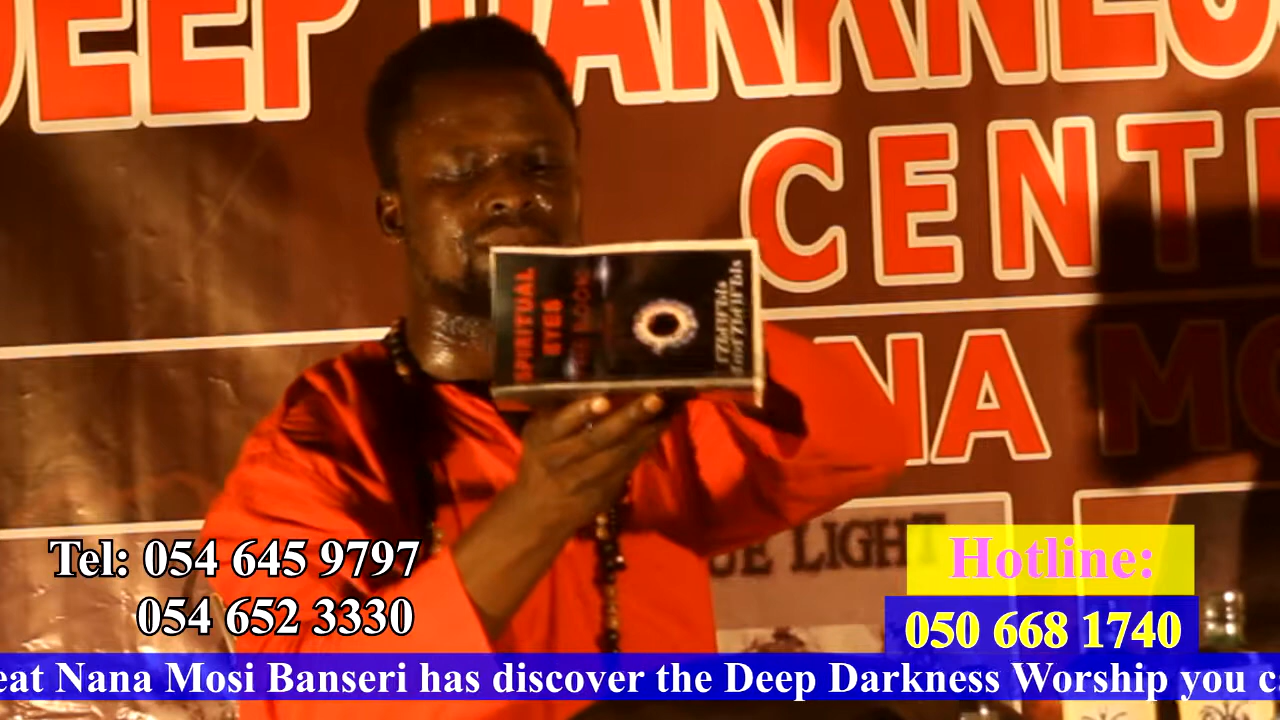 DEEP DARKNES
CENT
NA MO
SPIRITUAL
EYES
UE LIGHT
Tel: 054 645 9797
054 652 3330
Hotline:
050 668 1740
eat Nana Mosi Banseri has discover the Deep Darkness Worship you c